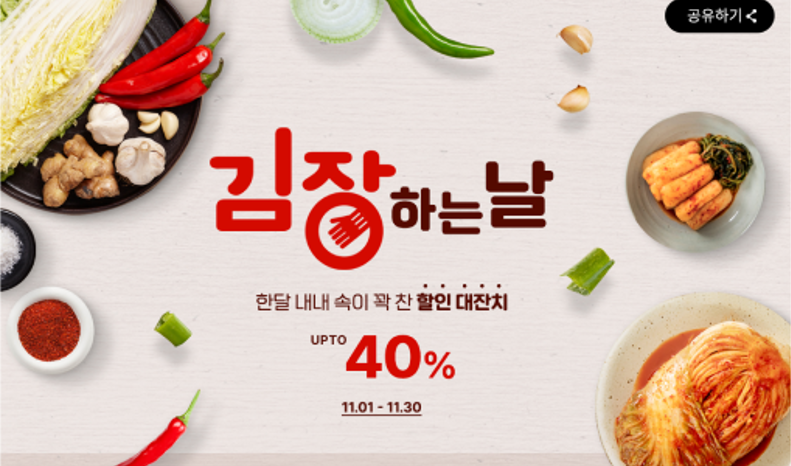 공유하기
김장하는날
한달 내내 속이 꽉 찬 할인 대잔치
UPTO 40%
11.01 - 11.30